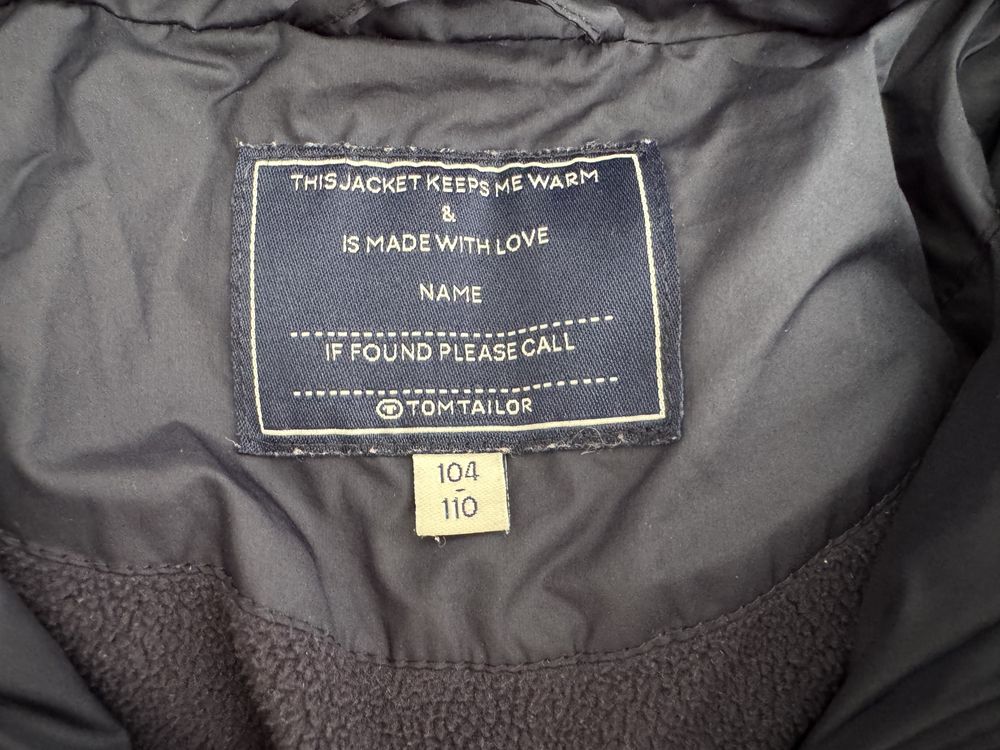 THIS JACKET KEEPS ME WARM
&
IS MADE WITH LOVE
NAME
IF FOUND PLEASE CALL
TOM TAILOR
104
-
110